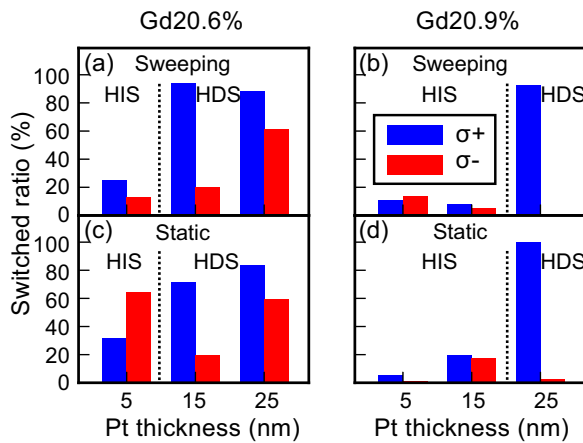 Gd20.6% Gd20.9%
(a) Sweeping
HIS HDS
(b) Sweeping
HIS HDS
σ+
σ-
(c) Static
HIS HDS
(d) Static
HIS HDS
Switched ratio (%)
100
80
60
40
20
0
100
80
60
40
20
0
5 15 25 5 15 25
Pt thickness (nm) Pt thickness (nm)